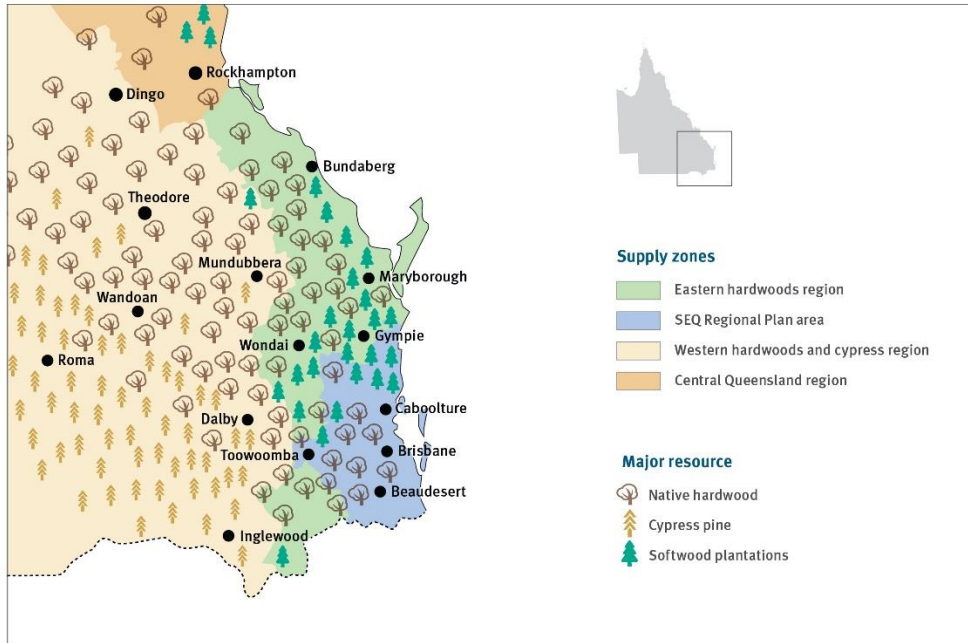 Rockhampton
Dingo
Bundaberg
Theodore
Mundubbera
Maryborough
Wandoan
Gympie
Wondai
Roma
Caboolture
Dalby
Brisbane
Toowoomba
Beaudesert
Inglewood
Supply zones
Eastern hardwoods region
SEQ Regional Plan area
Western hardwoods and cypress region
Central Queensland region
Major resource
Native hardwood
Cypress pine
Softwood plantations